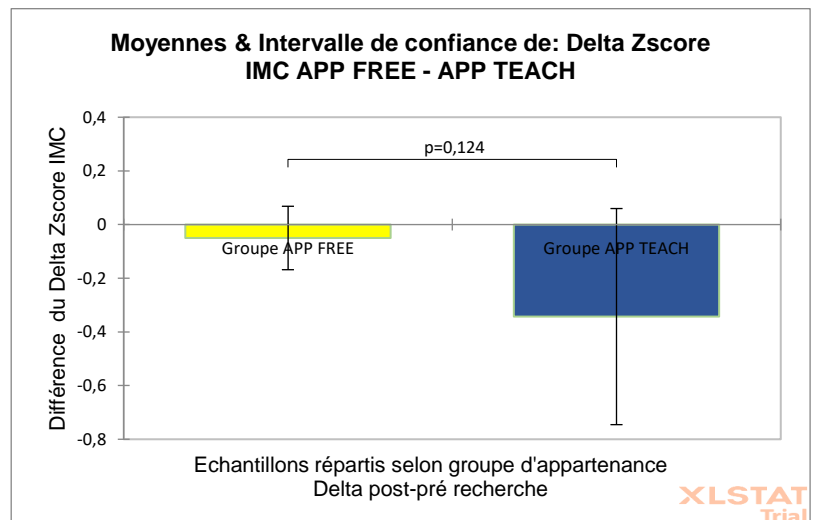 Moyennes & Intervalle de confiance de: Delta Zscore
IMC APP FREE - APP TEACH
Différence du Delta Zscore IMC
0,4
0,2
0
-0,2
-0,4
-0,6
-0,8
p=0,124
Groupe APP FREE
Groupe APP TEACH
Echantillons répartis selon groupe d'appartenance
Delta post-pré recherche
XLSTAT
Trial